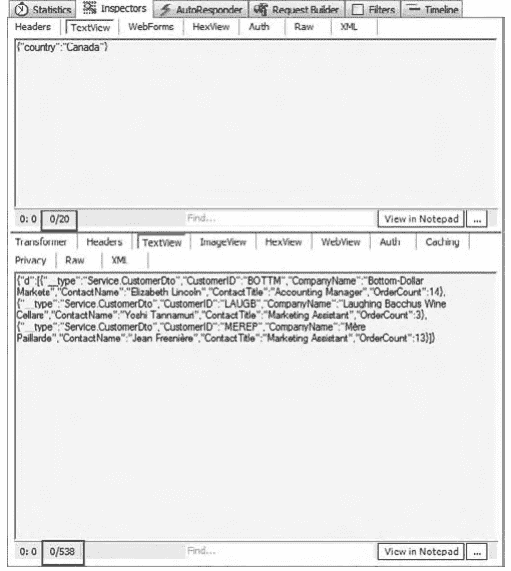 Statistics Inspectors AutoResponder Request Builder Filters Timeline
Headers TextView WebForms HexView Auth Raw XML
{"country":"Canada"}
0: 0 0/20 Find... View in Notepad ...
Transformer Headers TextView ImageView HexView WebView Auth Caching
Privacy Raw XML
{"d":[{"__type":"Service.CustomerDto","CustomerID":"BOTTM","CompanyName":"Bottom-Dollar
Markets","ContactName":"Elizabeth Lincoln","ContactTitle":"Accounting Manager","OrderCount":14},
{"__type":"Service.CustomerDto","CustomerID":"LAUGB","CompanyName":"Laughing Bacchus Wine
Cellars","ContactName":"Yoshi Tannamuri","ContactTitle":"Marketing Assistant","OrderCount":3},
{"__type":"Service.CustomerDto","CustomerID":"MEREP","CompanyName":"Mère
Paillarde","ContactName":"Jean Fresnière","ContactTitle":"Marketing Assistant","OrderCount":13}]}
0: 0 0/538 Find... View in Notepad ...